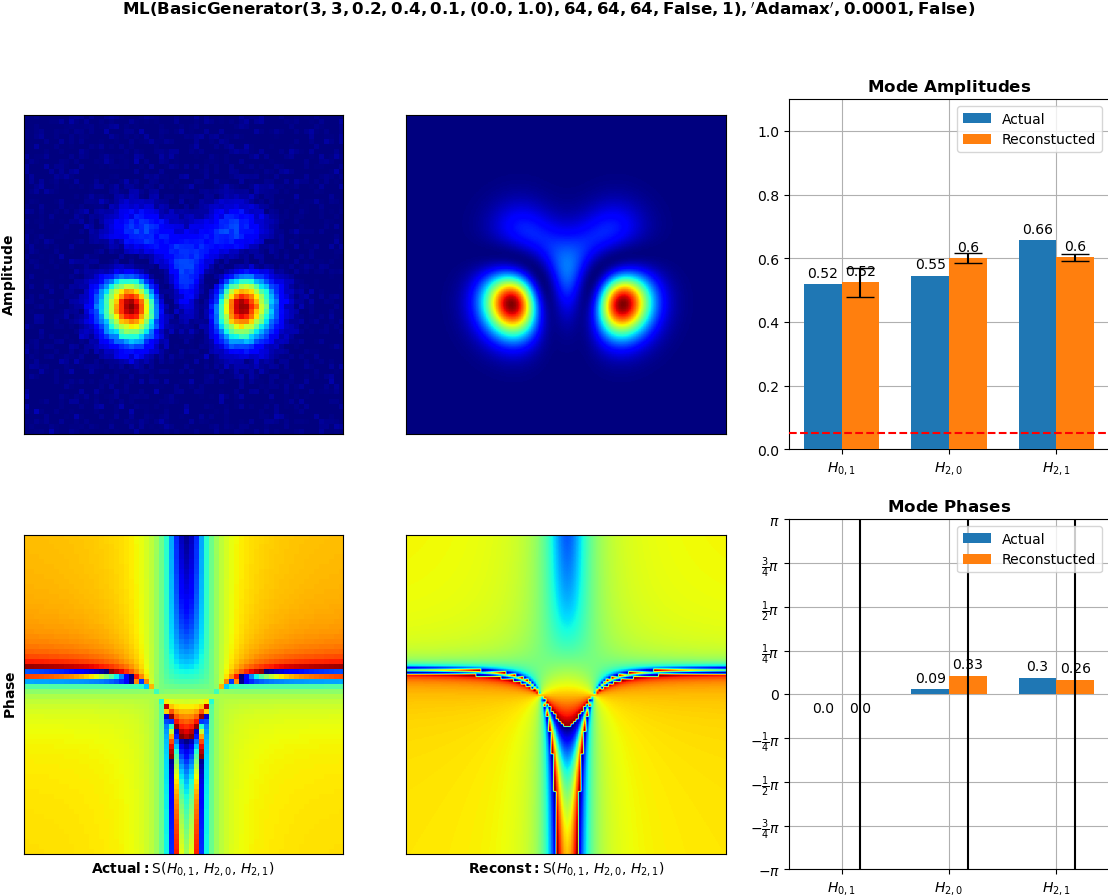 ML(BasicGenerator(3, 3, 0.2, 0.4, 0.1, (0.0, 1.0), 64, 64, 64, False, 1), ′Adamax′, 0.0001, False)
Amplitude
Mode Amplitudes
Actual
Reconstucted
1.0
0.8
0.6
0.4
0.2
0.0
0.52
0.52
0.55
0.6
0.66
0.6
H0,1
H2,0
H2,1
Phase
Actual: S(H0,1, H2,0, H2,1)
Reconst: S(H0,1, H2,0, H2,1)
Mode Phases
Actual
Reconstucted
π
3/4π
1/2π
1/4π
0
−1/4π
−1/2π
−3/4π
−π
0.0
0.0
0.09
0.33
0.3
0.26
H0,1
H2,0
H2,1